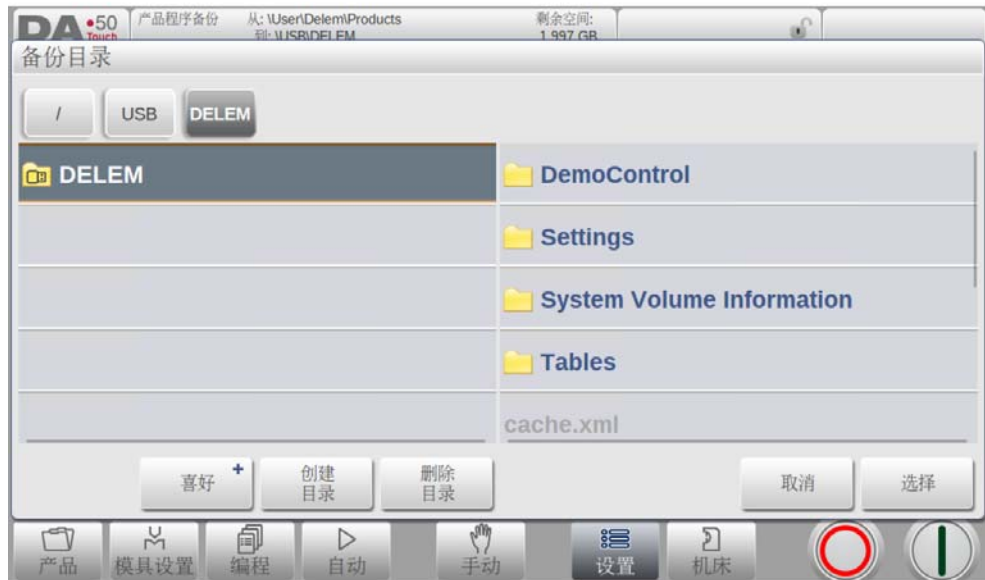 DA•50
Touch
产品程序备份
从: \User\Delem\Products
到: \USB\DELEM
剩余空间:
1.997 GB
备份目录
/
USB
DELEM
DELEM
DemoControl
Settings
System Volume Information
Tables
cache.xml
喜好 +
创建
目录
删除
目录
取消
选择
产品
模具设置
编程
自动
手动
设置
机床